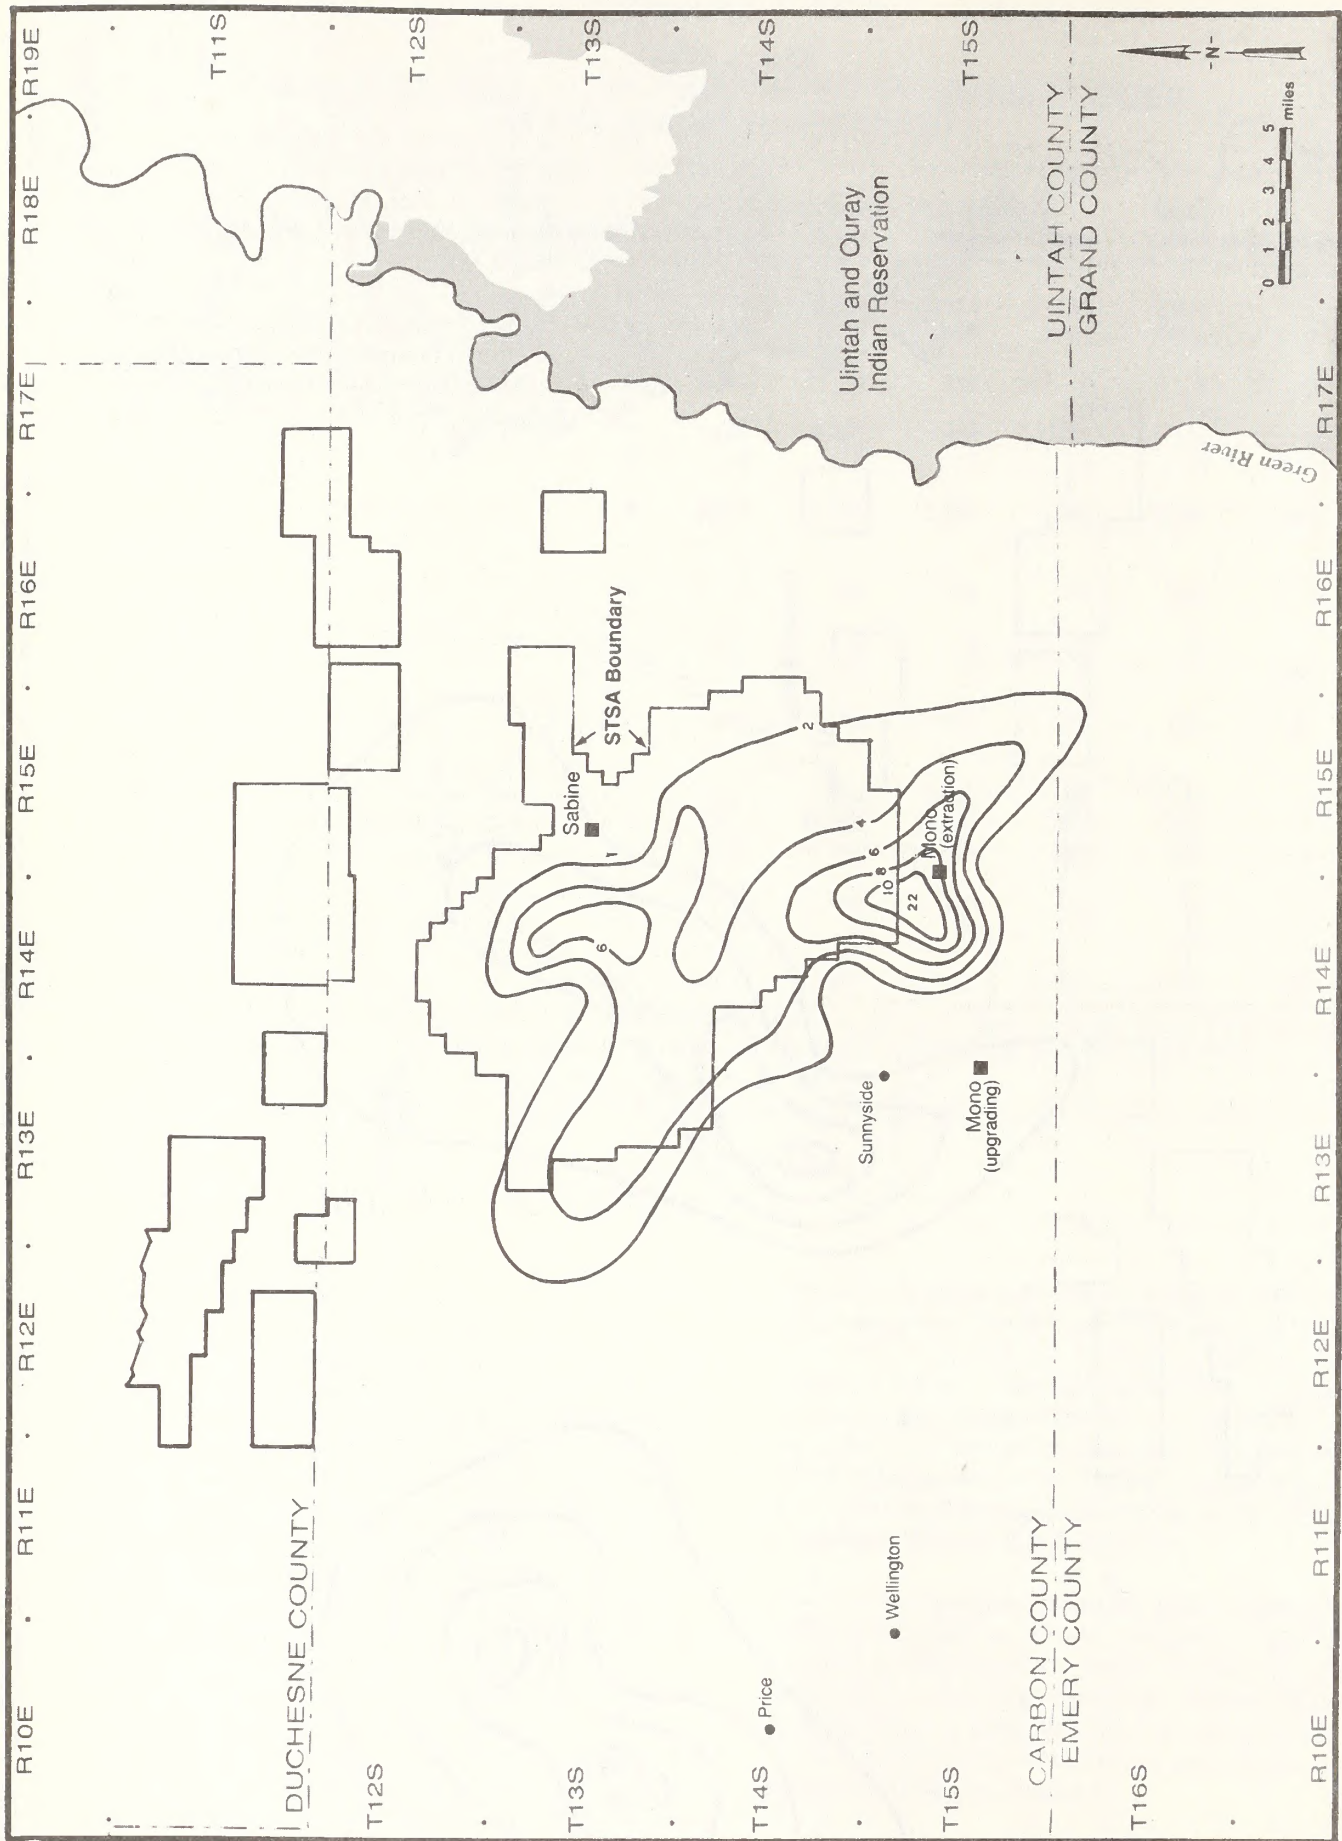 R10E
R11E
R12E
R13E
R14E
R15E
R16E
R17E
R18E
R19E
T11S
DUCHESNE COUNTY
T12S
T12S
T13S
T13S
STSA Boundary
Sabine
6
2
4
6
8
10
22
Mono
(extraction)
Sunnyside
Mono
(upgrading)
Price
Wellington
T14S
T14S
Uintah and Ouray
Indian Reservation
T15S
T15S
CARBON COUNTY
EMERY COUNTY
UINTAH COUNTY
GRAND COUNTY
Green River
T16S
-N-
0 1 2 3 4 5
miles
R10E
R11E
R12E
R13E
R14E
R15E
R16E
R17E